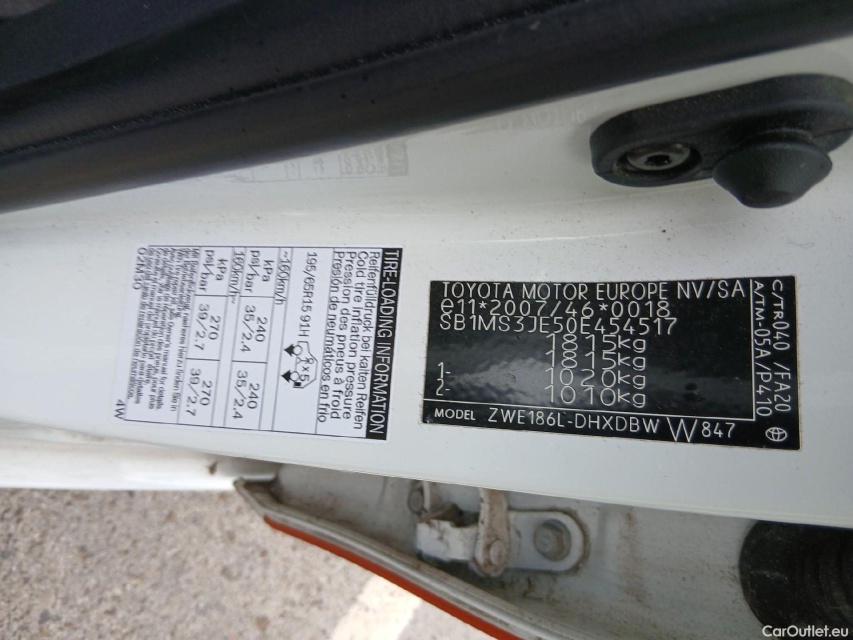 TOYOTA MOTOR EUROPE NV/SA
e11*2007/46*0018
SB1MS3JE50E454517
1815kg
1815kg
1- 1020kg
2- 1010kg
MODEL ZWE186L-DHXDBW W847
C/TR040 /FA20
A/TM-05A/P410
TIRE-LOADING INFORMATION
Reifenfülldruck bei kalten Reifen
Cold tire inflation pressure
Pression des pneus à froid
Presión de neumáticos en frío
195/65R15 91H
×5
~160km/h
kPa 240 240
psi/bar 35/2.4 35/2.4
160km/h~
kPa 270 270
psi/bar 39/2.7 39/2.7
02M30
4W
CarOutlet.eu